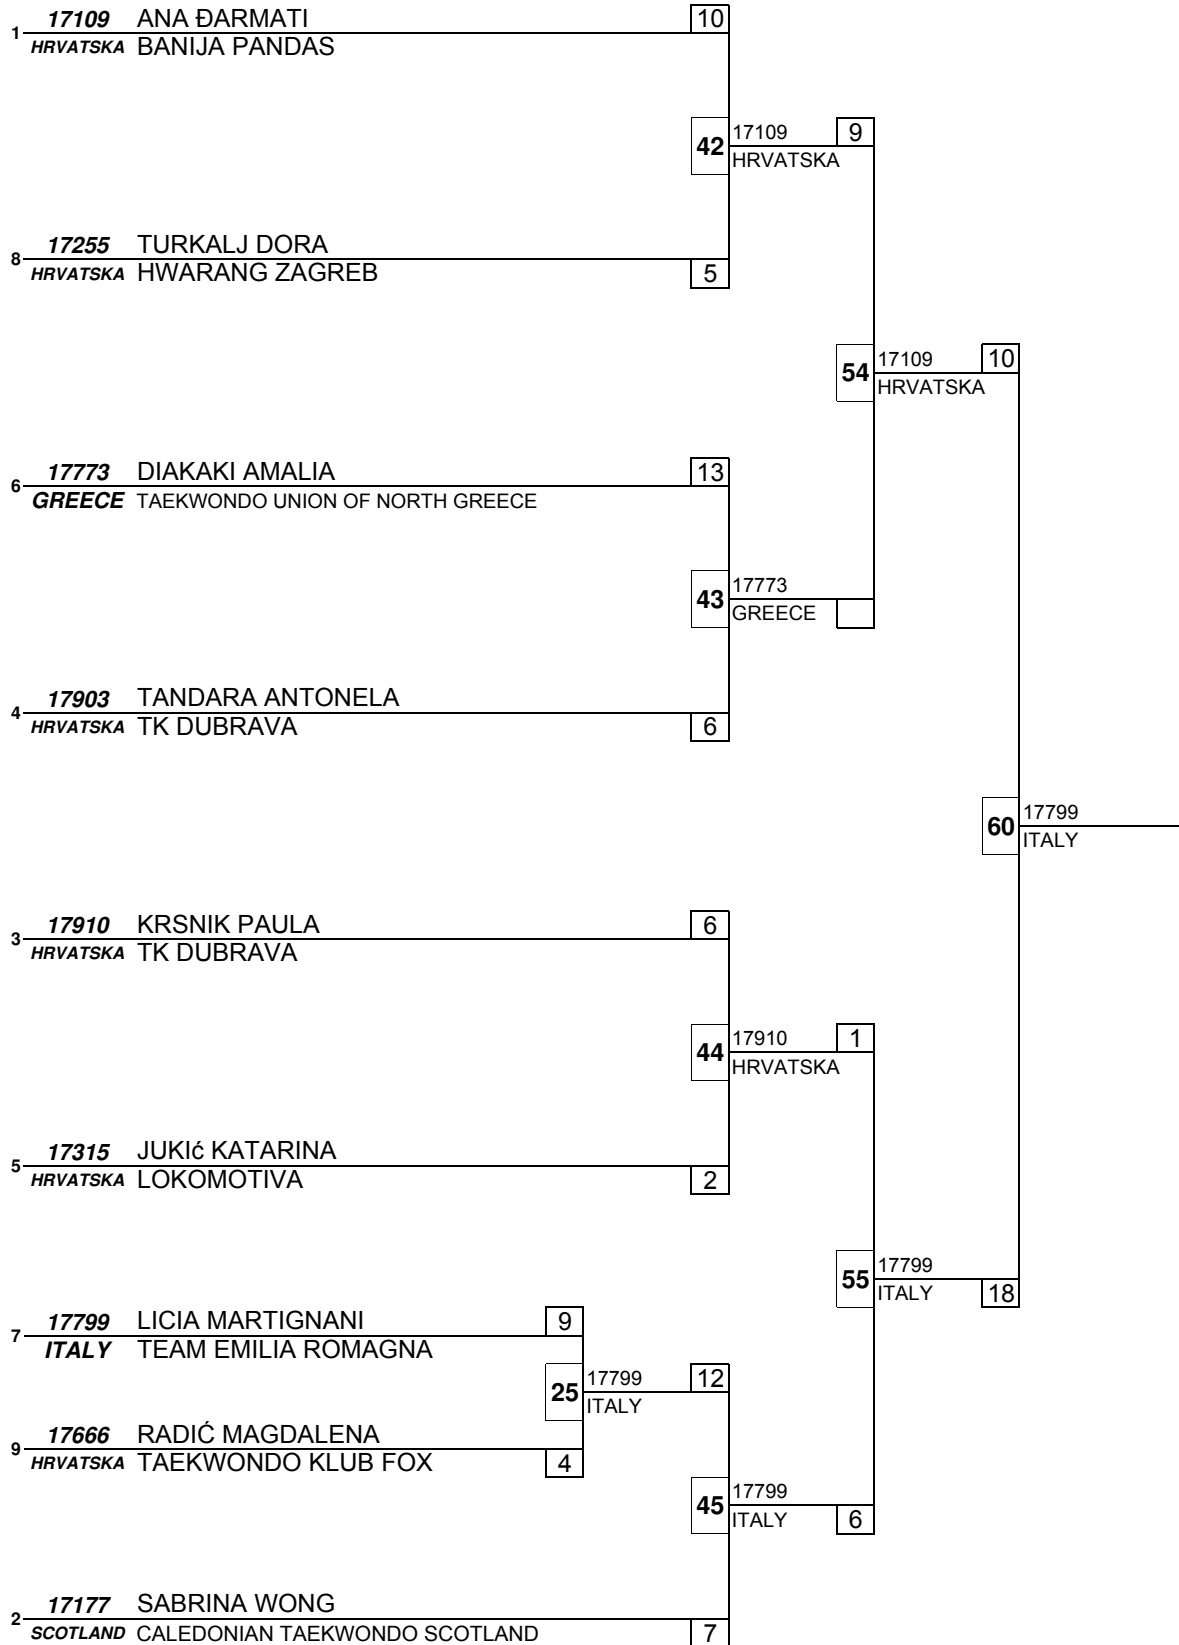 17109 ANA ĐARMATI 10
1
HRVATSKA BANIJA PANDAS
42 17109 9
HRVATSKA
17255 TURKALJ DORA
8
HRVATSKA HWARANG ZAGREB 5
54 17109 10
HRVATSKA
17773 DIAKAKI AMALIA 13
6
GREECE TAEKWONDO UNION OF NORTH GREECE
43 17773
GREECE
17903 TANDARA ANTONELA
4
HRVATSKA TK DUBRAVA 6
60 17799
ITALY
17910 KRSNIK PAULA 6
3
HRVATSKA TK DUBRAVA
44 17910 1
HRVATSKA
17315 JUKIć KATARINA
5
HRVATSKA LOKOMOTIVA 2
55 17799
ITALY 18
17799 LICIA MARTIGNANI 9
7
ITALY TEAM EMILIA ROMAGNA
25 17799 12
ITALY
17666 RADIĆ MAGDALENA
9
HRVATSKA TAEKWONDO KLUB FOX 4
45 17799
ITALY 6
17177 SABRINA WONG
2
SCOTLAND CALEDONIAN TAEKWONDO SCOTLAND 7